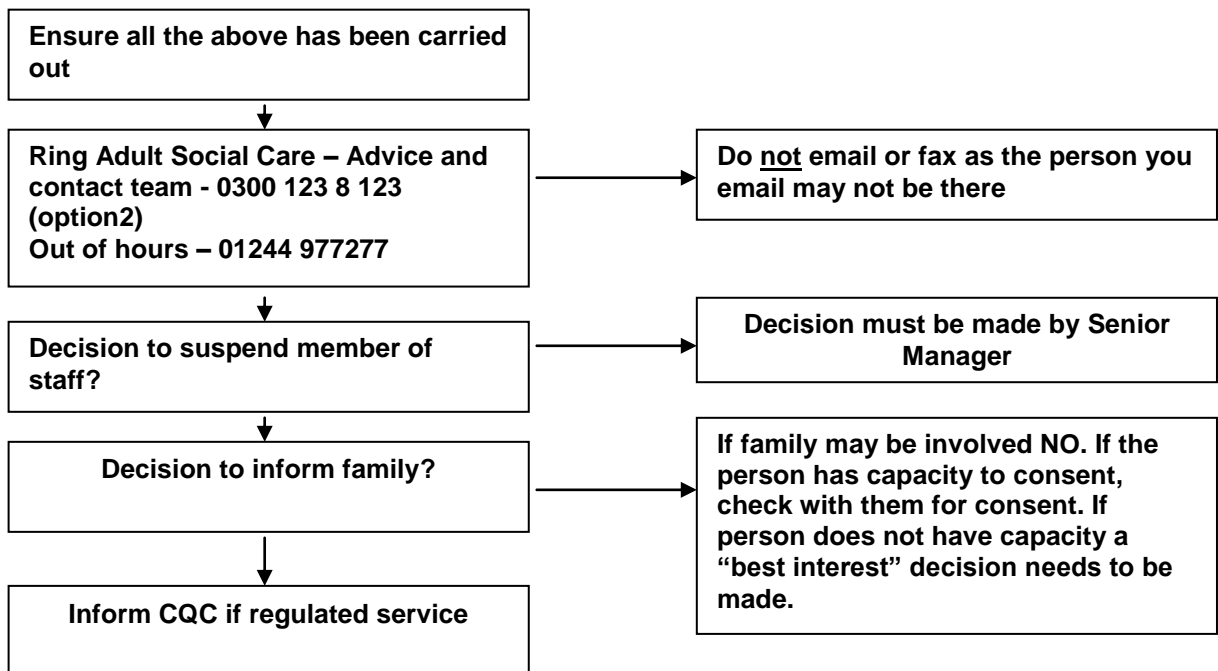 Ensure all the above has been carried
out
Ring Adult Social Care – Advice and
contact team - 0300 123 8 123
(option2)
Out of hours – 01244 977277
Do not email or fax as the person you
email may not be there
Decision to suspend member of
staff?
Decision must be made by Senior
Manager
Decision to inform family?
If family may be involved NO. If the
person has capacity to consent,
check with them for consent. If
person does not have capacity a
“best interest” decision needs to be
made.
Inform CQC if regulated service